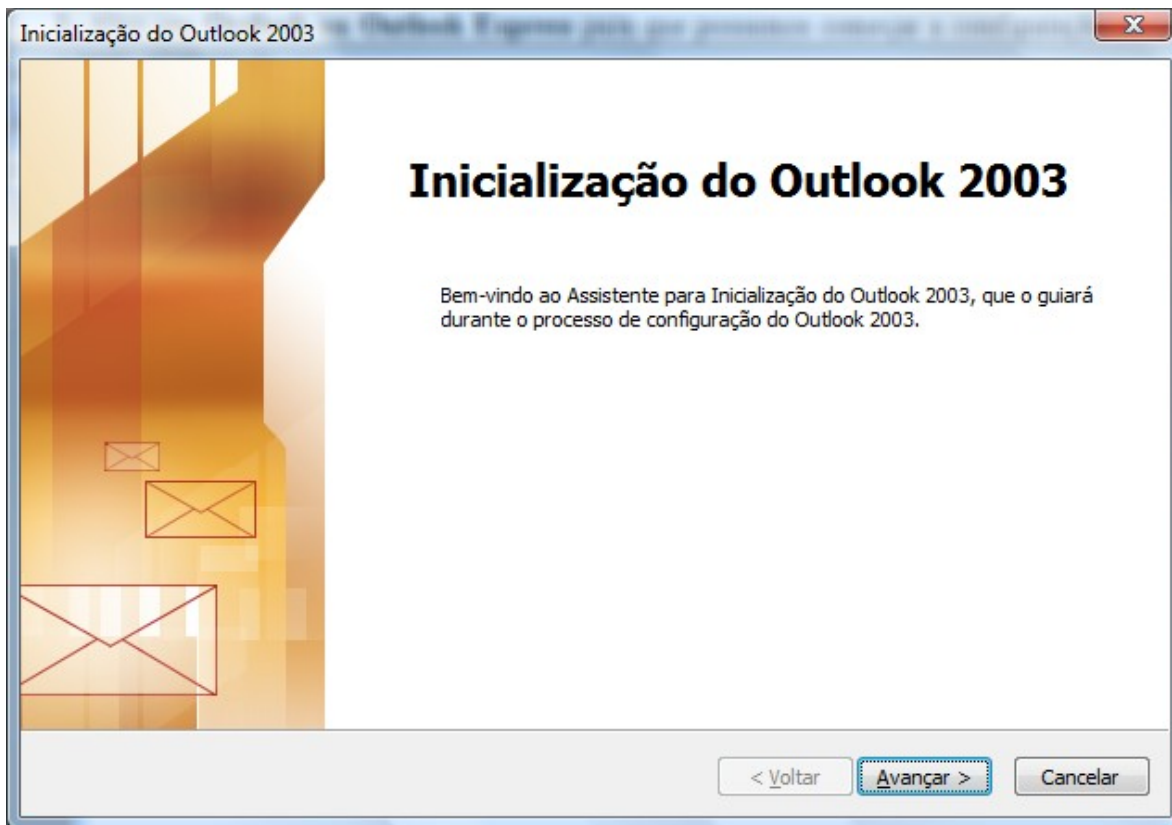 Inicialização do Outlook 2003
Inicialização do Outlook 2003
Bem-vindo ao Assistente para Inicialização do Outlook 2003, que o guiará
durante o processo de configuração do Outlook 2003.
< Voltar
Avançar >
Cancelar